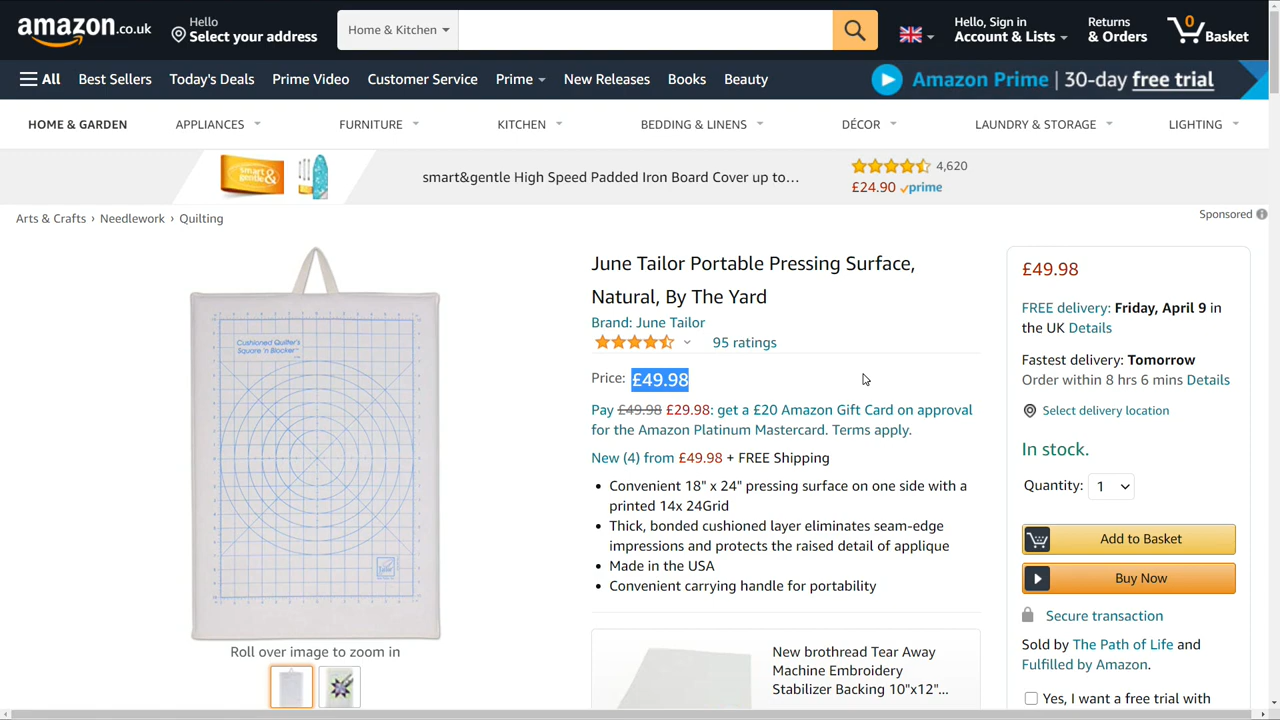 amazon.co.uk
Hello
Select your address
Home & Kitchen
Hello, Sign in
Account & Lists
Returns
& Orders
0
Basket
All
Best Sellers
Today's Deals
Prime Video
Customer Service
Prime
New Releases
Books
Beauty
Amazon Prime | 30-day free trial
HOME & GARDEN
APPLIANCES
FURNITURE
KITCHEN
BEDDING & LINENS
DÉCOR
LAUNDRY & STORAGE
LIGHTING
smart gentle&
smart&gentle High Speed Padded Iron Board Cover up to…
4,620
£24.90 prime
Sponsored
Arts & Crafts › Needlework › Quilting
Cushioned Quilter's
Square 'n Blocker
Roll over image to zoom in
June Tailor Portable Pressing Surface,
Natural, By The Yard
Brand: June Tailor
95 ratings
Price: £49.98
Pay £49.98 £29.98: get a £20 Amazon Gift Card on approval
for the Amazon Platinum Mastercard. Terms apply.
New (4) from £49.98 + FREE Shipping
• Convenient 18" x 24" pressing surface on one side with a
printed 14x 24Grid
• Thick, bonded cushioned layer eliminates seam-edge
impressions and protects the raised detail of applique
• Made in the USA
• Convenient carrying handle for portability
New brothread Tear Away
Machine Embroidery
Stabilizer Backing 10"x12"...
£49.98
FREE delivery: Friday, April 9 in
the UK Details
Fastest delivery: Tomorrow
Order within 8 hrs 6 mins Details
Select delivery location
In stock.
Quantity: 1
Add to Basket
Buy Now
Secure transaction
Sold by The Path of Life and
Fulfilled by Amazon.
Yes, I want a free trial with